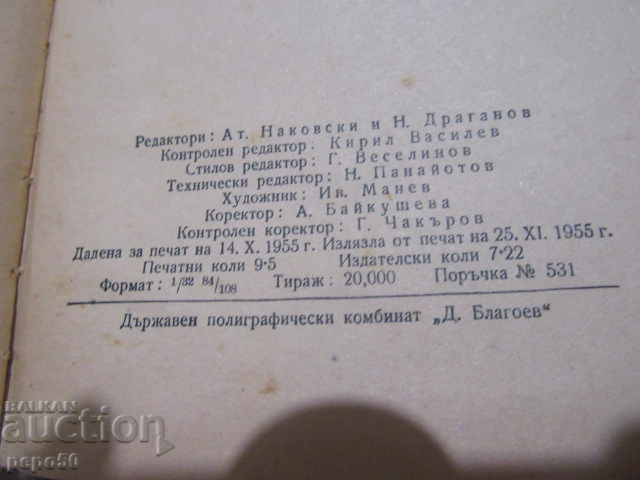 Редактори: Ат. Наковски и Н. Драганов
Контролен редактор: Кирил Василев
Стилов редактор: Г. Веселинов
Технически редактор: Н. Панайотов
Художник: Ив. Манев
Коректор: А. Байкушева
Контролен коректор: Г. Чакъров
Дадена за печат на 14. X. 1955 г. Излязла от печат на 25. XI. 1955 г.
Печатни коли 9·5 Издателски коли 7·22
Формат: 1/32 84/108 Тираж: 20,000 Поръчка № 531
Държавен полиграфически комбинат „Д. Благоев“
BALKAN
auction
pepo50